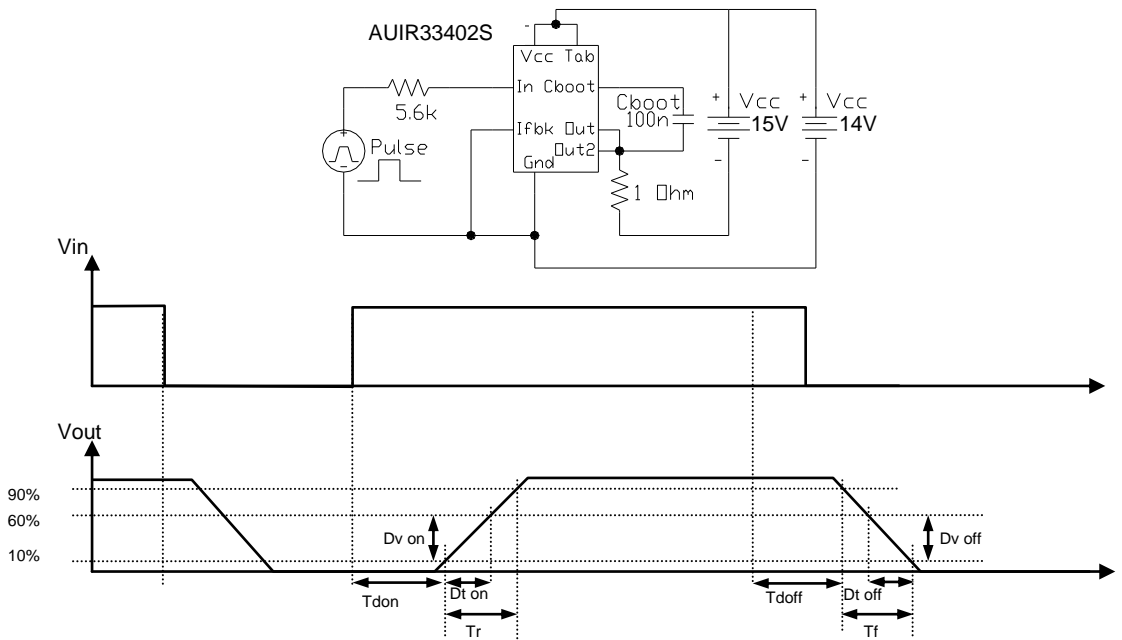 AUIR33402S
-
Vcc Tab
In Cboot
5.6k
Cboot
100n
+ Vcc
15V
-
+ Vcc
14V
-
Ifbk Out
Out2
Gnd
+
-
Pulse
1 Ohm
Vin
Vout
90%
60%
10%
Dv on
Dv off
Tdon
Dt on
Tr
Tdoff
Dt off
Tf